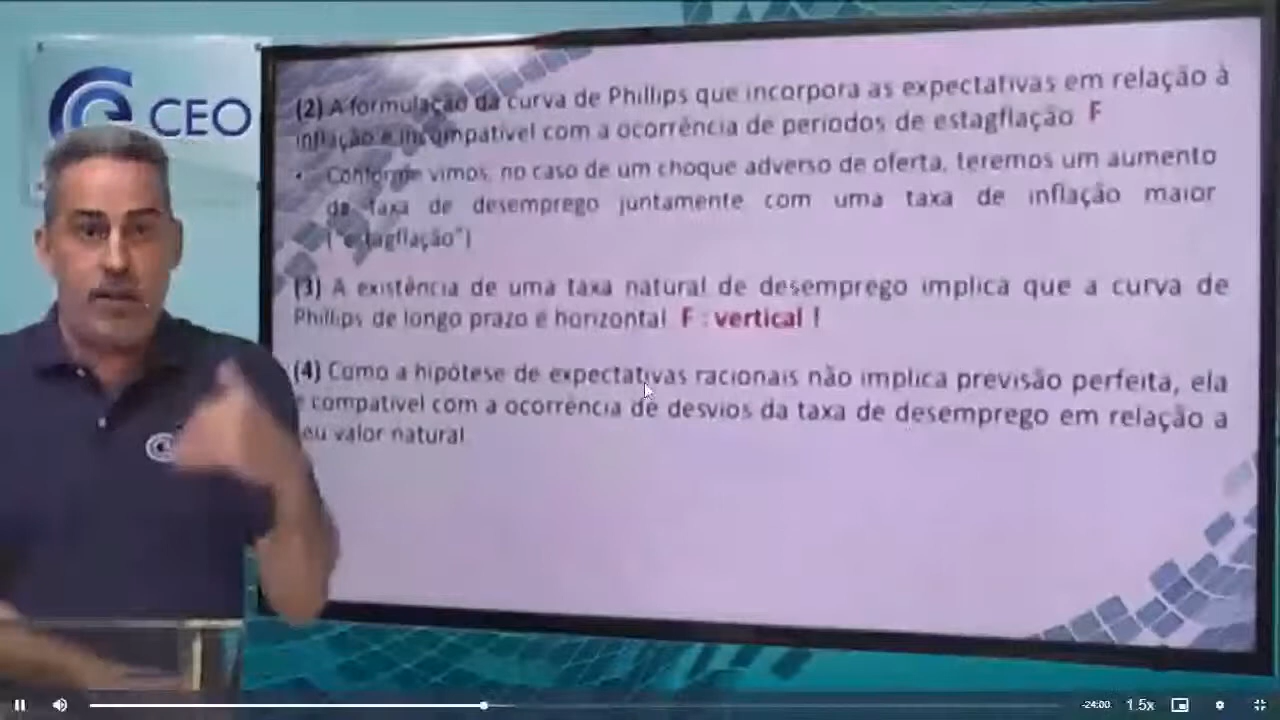 CEO
(2) A formulação da curva de Phillips que incorpora as expectativas em relação à
inflação é incompatível com a ocorrência de períodos de estagflação F
• Conforme vimos, no caso de um choque adverso de oferta, teremos um aumento
da taxa de desemprego juntamente com uma taxa de inflação maior
("estagflação")
(3) A existência de uma taxa natural de desemprego implica que a curva de
Phillips de longo prazo é horizontal F : vertical !
(4) Como a hipótese de expectativas racionais não implica previsão perfeita, ela
é compatível com a ocorrência de desvios da taxa de desemprego em relação a
eu valor natural
-24:00 1.5x